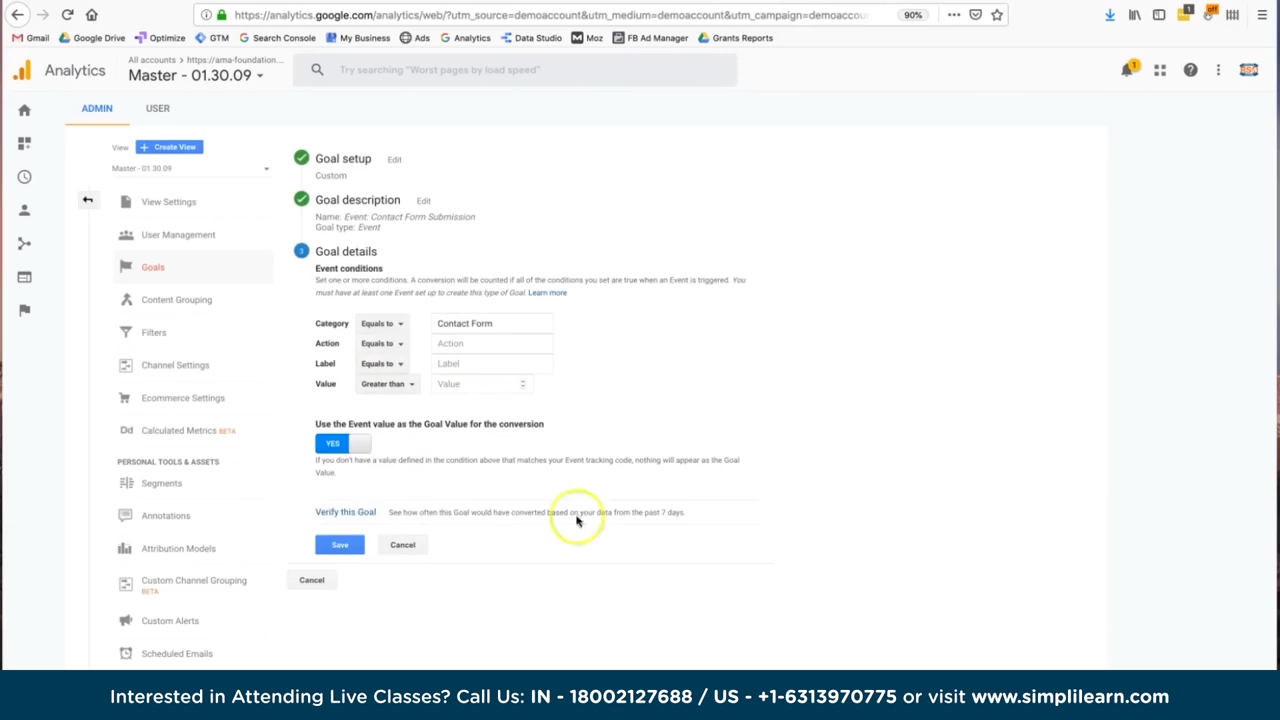 https://analytics.google.com/analytics/web/?utm_source=demoaccount&utm_medium=demoaccount&utm_campaign=demoaccou
90%
Gmail
Google Drive
Optimize
GTM
Search Console
My Business
Ads
Analytics
Data Studio
Moz
FB Ad Manager
Grants Reports
Analytics
All accounts > https://ama-foundation...
Master - 01.30.09
Try searching "Worst pages by load speed"
1
ADMIN
USER
View
+ Create View
Master - 01.30.09
View Settings
User Management
Goals
Content Grouping
Filters
Channel Settings
Ecommerce Settings
Dd
Calculated Metrics BETA
PERSONAL TOOLS & ASSETS
Segments
Annotations
Attribution Models
Custom Channel Grouping
BETA
Custom Alerts
Scheduled Emails
Goal setup Edit
Custom
Goal description Edit
Name: Event: Contact Form Submission
Goal type: Event
3 Goal details
Event conditions
Set one or more conditions. A conversion will be counted if all of the conditions you set are true when an Event is triggered. You
must have at least one Event set up to create this type of Goal. Learn more
Category Equals to Contact Form
Action Equals to Action
Label Equals to Label
Value Greater than Value
Use the Event value as the Goal Value for the conversion
YES
If you don't have a value defined in the condition above that matches your Event tracking code, nothing will appear as the Goal
Value.
Verify this Goal See how often this Goal would have converted based on your data from the past 7 days.
Save
Cancel
Cancel
Interested in Attending Live Classes? Call Us: IN - 18002127688 / US - +1-6313970775 or visit www.simplilearn.com